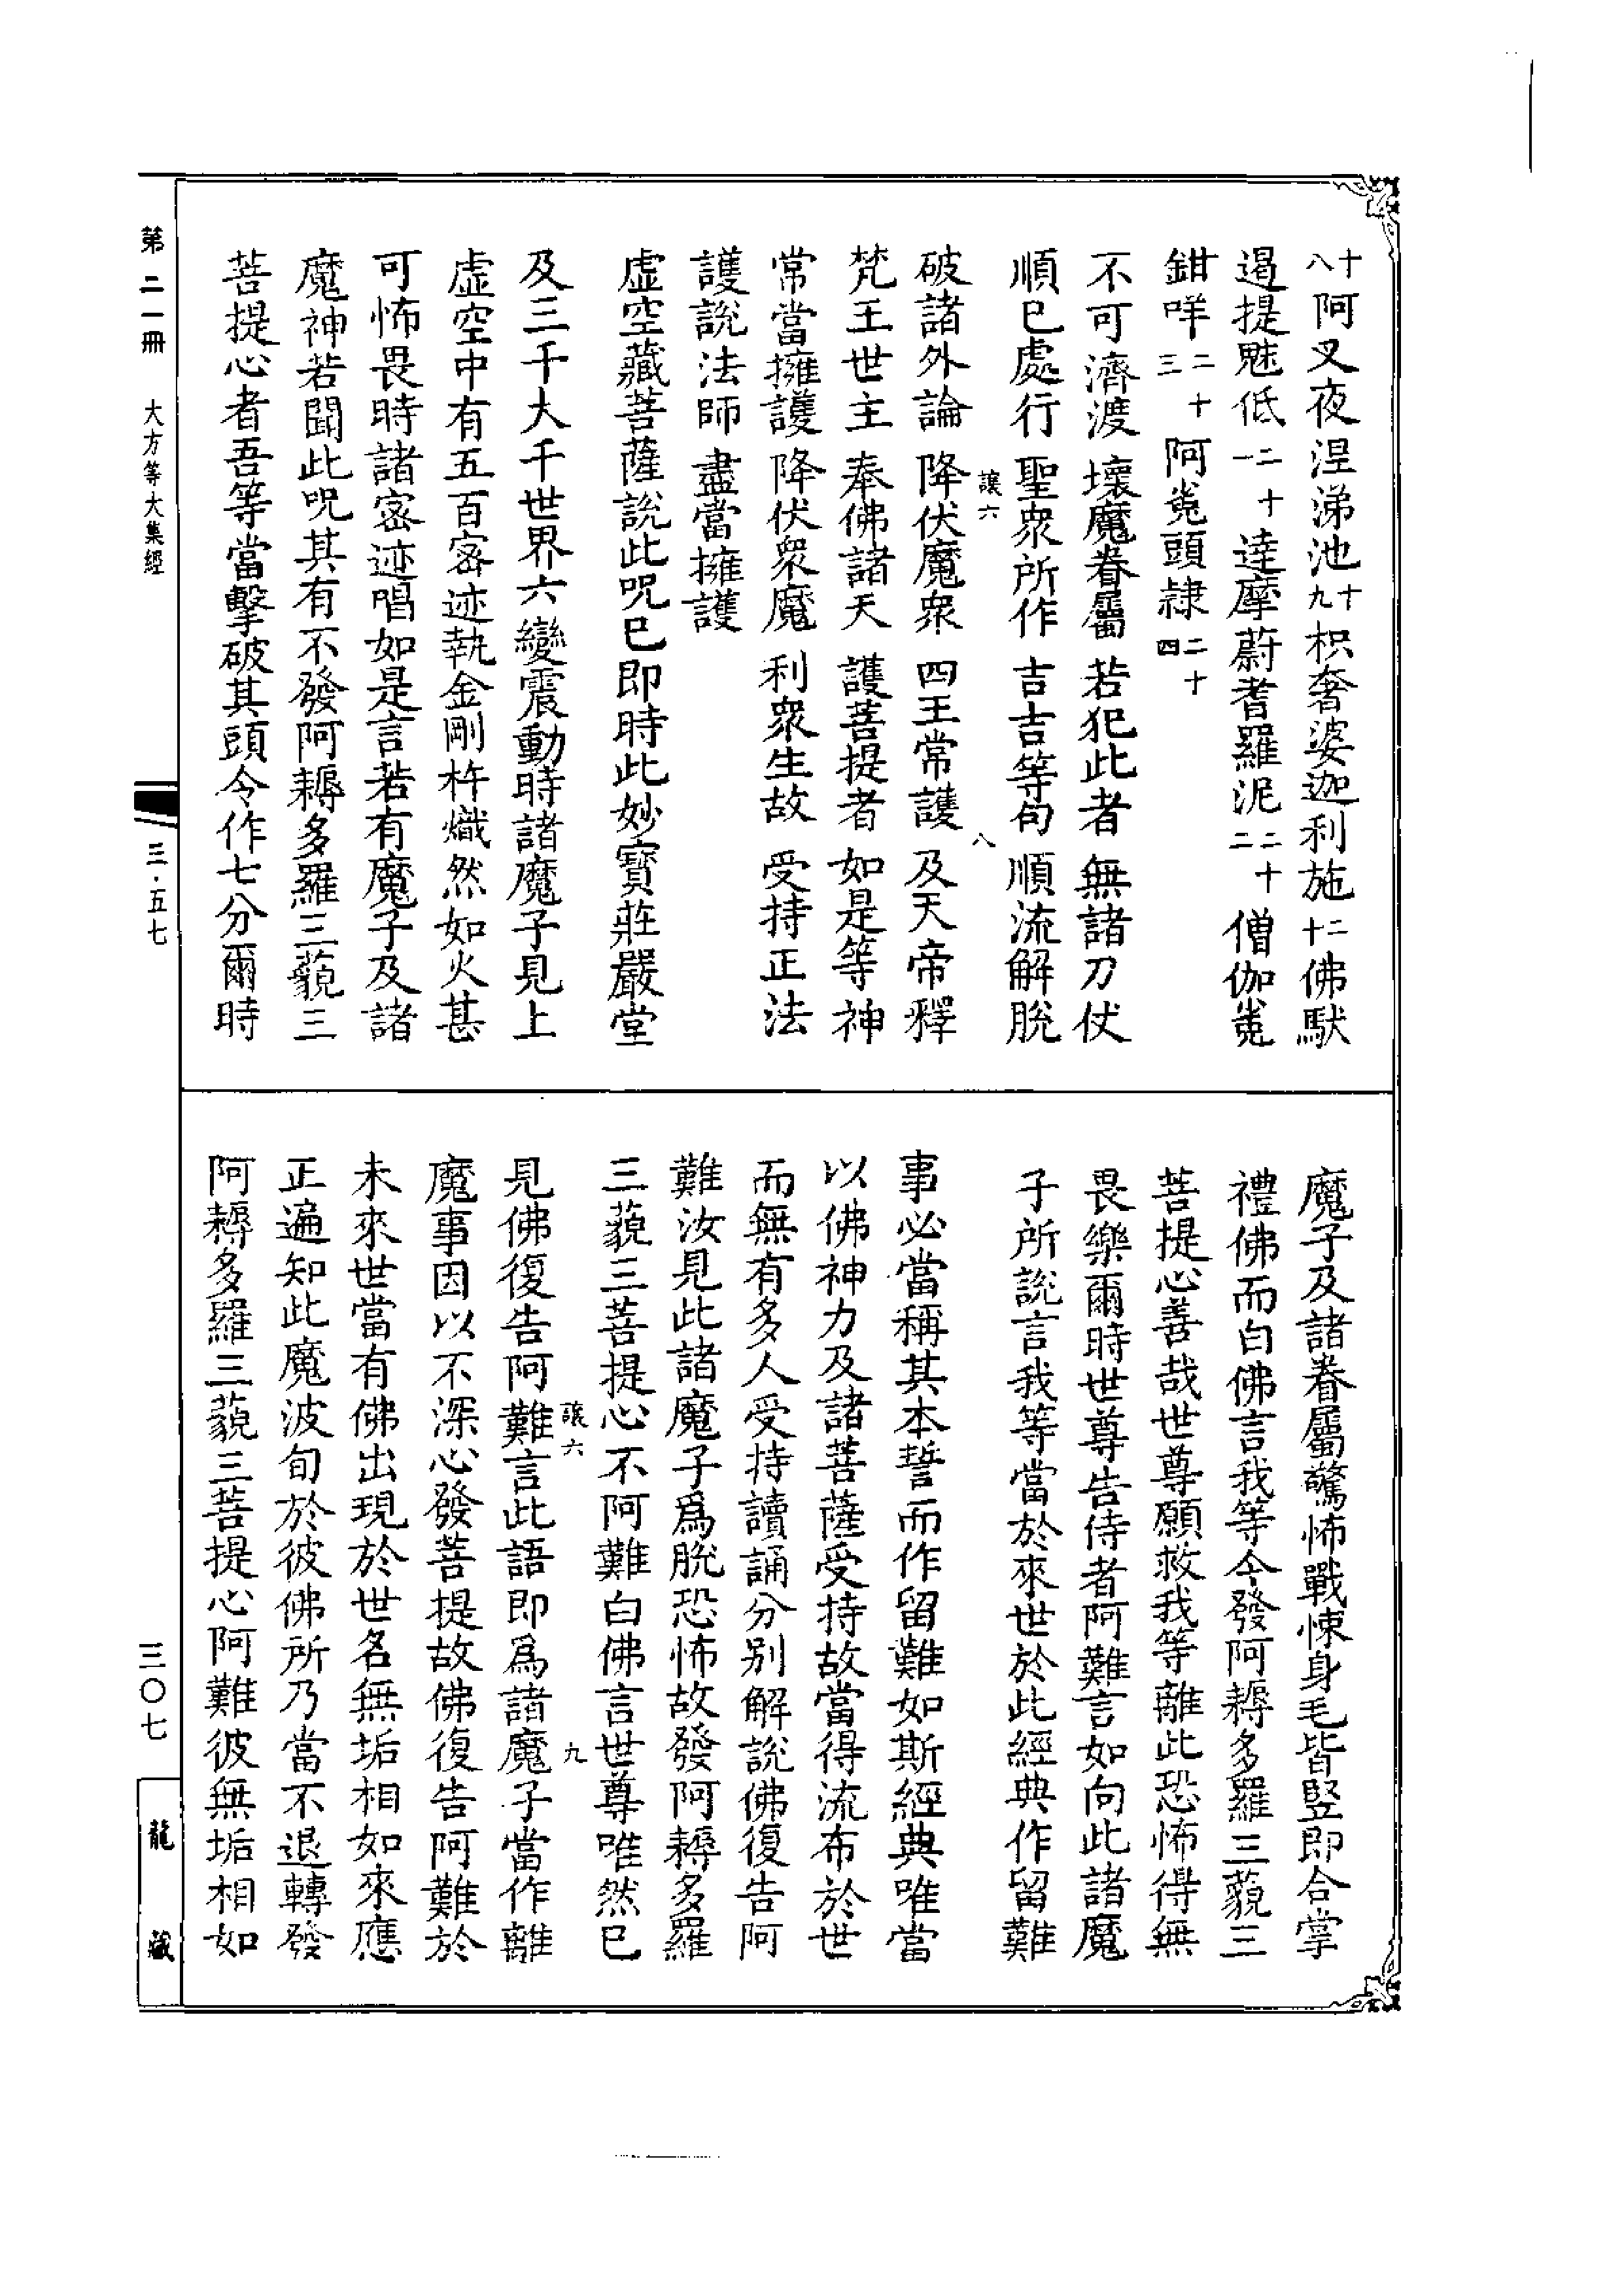 十八阿叉夜涅涕池十九枳奢婆迦利施二十佛馱
遏提魃低二十一達摩蔚耆羅泥二十二僧伽㝹
鉗咩二十三阿㝹頭隷二十四
不可濟渡 壞魔眷屬 若犯此者 無諸刀仗
順已處行 聖衆所作 吉吉等句 順流解脫
讓六 八
破諸外論 降伏魔衆 四王常護 及天帝釋
梵王世主 奉佛諸天 護菩提者 如是等神
常當擁護 降伏衆魔 利衆生故 受持正法
護說法師 盡當擁護
虛空藏菩薩說此呪已即時此妙寶莊嚴堂
及三千大千世界六變震動時諸魔子見上
虛空中有五百密迹執金剛杵熾然如火甚
可怖畏時諸密迹唱如是言若有魔子及諸
魔神若聞此呪其有不發阿耨多羅三藐三
菩提心者吾等當擊破其頭令作七分爾時
魔子及諸眷屬驚怖戰悚身毛皆豎即合掌
禮佛而白佛言我等今發阿耨多羅三藐三
菩提心善哉世尊願救我等離此恐怖得無
畏樂爾時世尊告侍者阿難言如向此諸魔
子所說言我等當於來世於此經典作留難
事必當稱其本誓而作留難如斯經典唯當
以佛神力及諸菩薩受持故當得流布於世
而無有多人受持讀誦分別解說佛復告阿
難汝見此諸魔子爲脫恐怖故發阿耨多羅
三藐三菩提心不阿難白佛言世尊唯然已
讓六 九
見佛復告阿難言此語即爲諸魔子當作離
魔事因以不深心發菩提故佛復告阿難於
未來世當有佛出現於世名無垢相如來應
正遍知此魔波旬於彼佛所乃當不退轉發
阿耨多羅三藐三菩提心阿難彼無垢相如
第二一冊 大方等大集經 三·五七 三〇七 龍藏